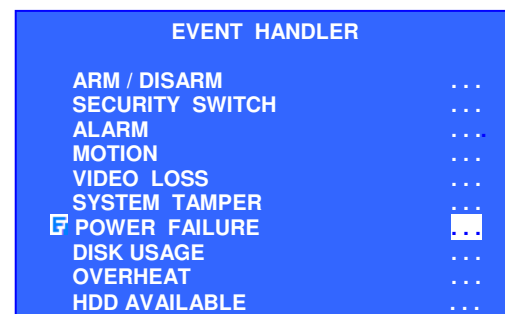 EVENT HANDLER
ARM / DISARM ...
SECURITY SWITCH ...
ALARM ....
MOTION ...
VIDEO LOSS ...
SYSTEM TAMPER ...
POWER FAILURE ...
DISK USAGE ...
OVERHEAT ...
HDD AVAILABLE ...